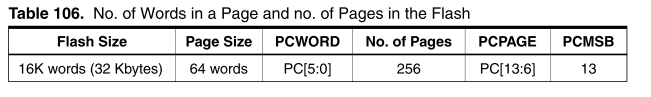 Table 106. No. of Words in a Page and no. of Pages in the Flash
Flash Size Page Size PCWORD No. of Pages PCPAGE PCMSB
16K words (32 Kbytes) 64 words PC[5:0] 256 PC[13:6] 13